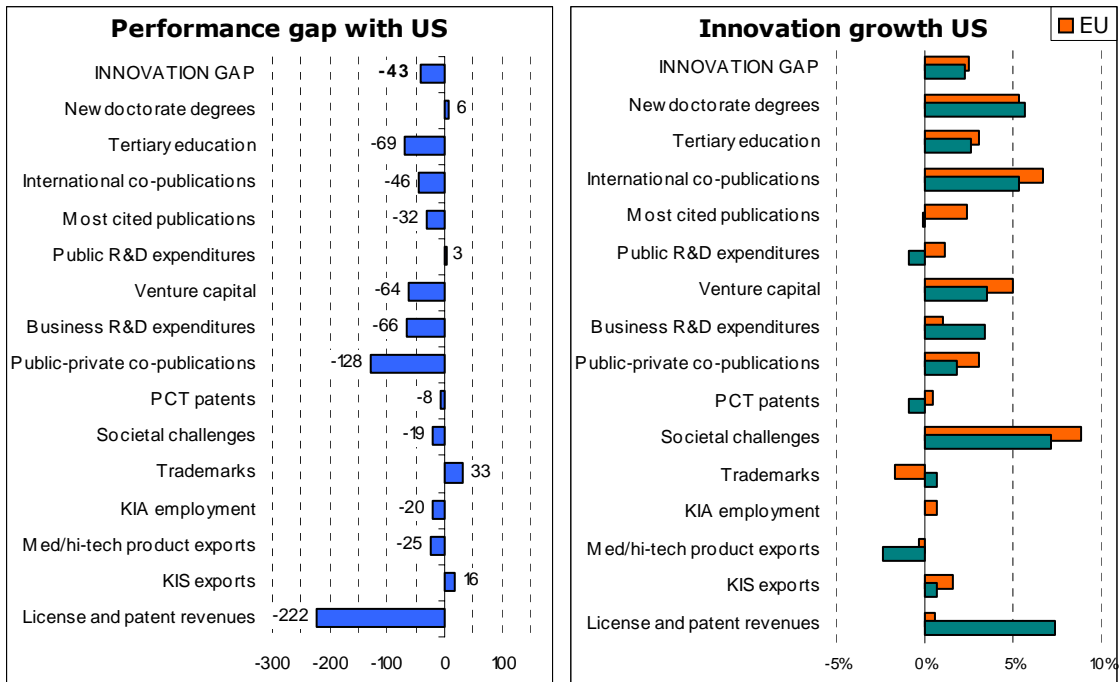 Performance gap with US
INNOVATION GAP
-43
New doctorate degrees
6
Tertiary education
-69
International co-publications
-46
Most cited publications
-32
Public R&D expenditures
3
Venture capital
-64
Business R&D expenditures
-66
Public-private co-publications
-128
PCT patents
-8
Societal challenges
-19
Trademarks
33
KIA employment
-20
Med/hi-tech product exports
-25
KIS exports
16
License and patent revenues
-222
-300 -200 -100 0 100
Innovation growth US
EU
INNOVATION GAP
New doctorate degrees
Tertiary education
International co-publications
Most cited publications
Public R&D expenditures
Venture capital
Business R&D expenditures
Public-private co-publications
PCT patents
Societal challenges
Trademarks
KIA employment
Med/hi-tech product exports
KIS exports
License and patent revenues
-5% 0% 5% 10%